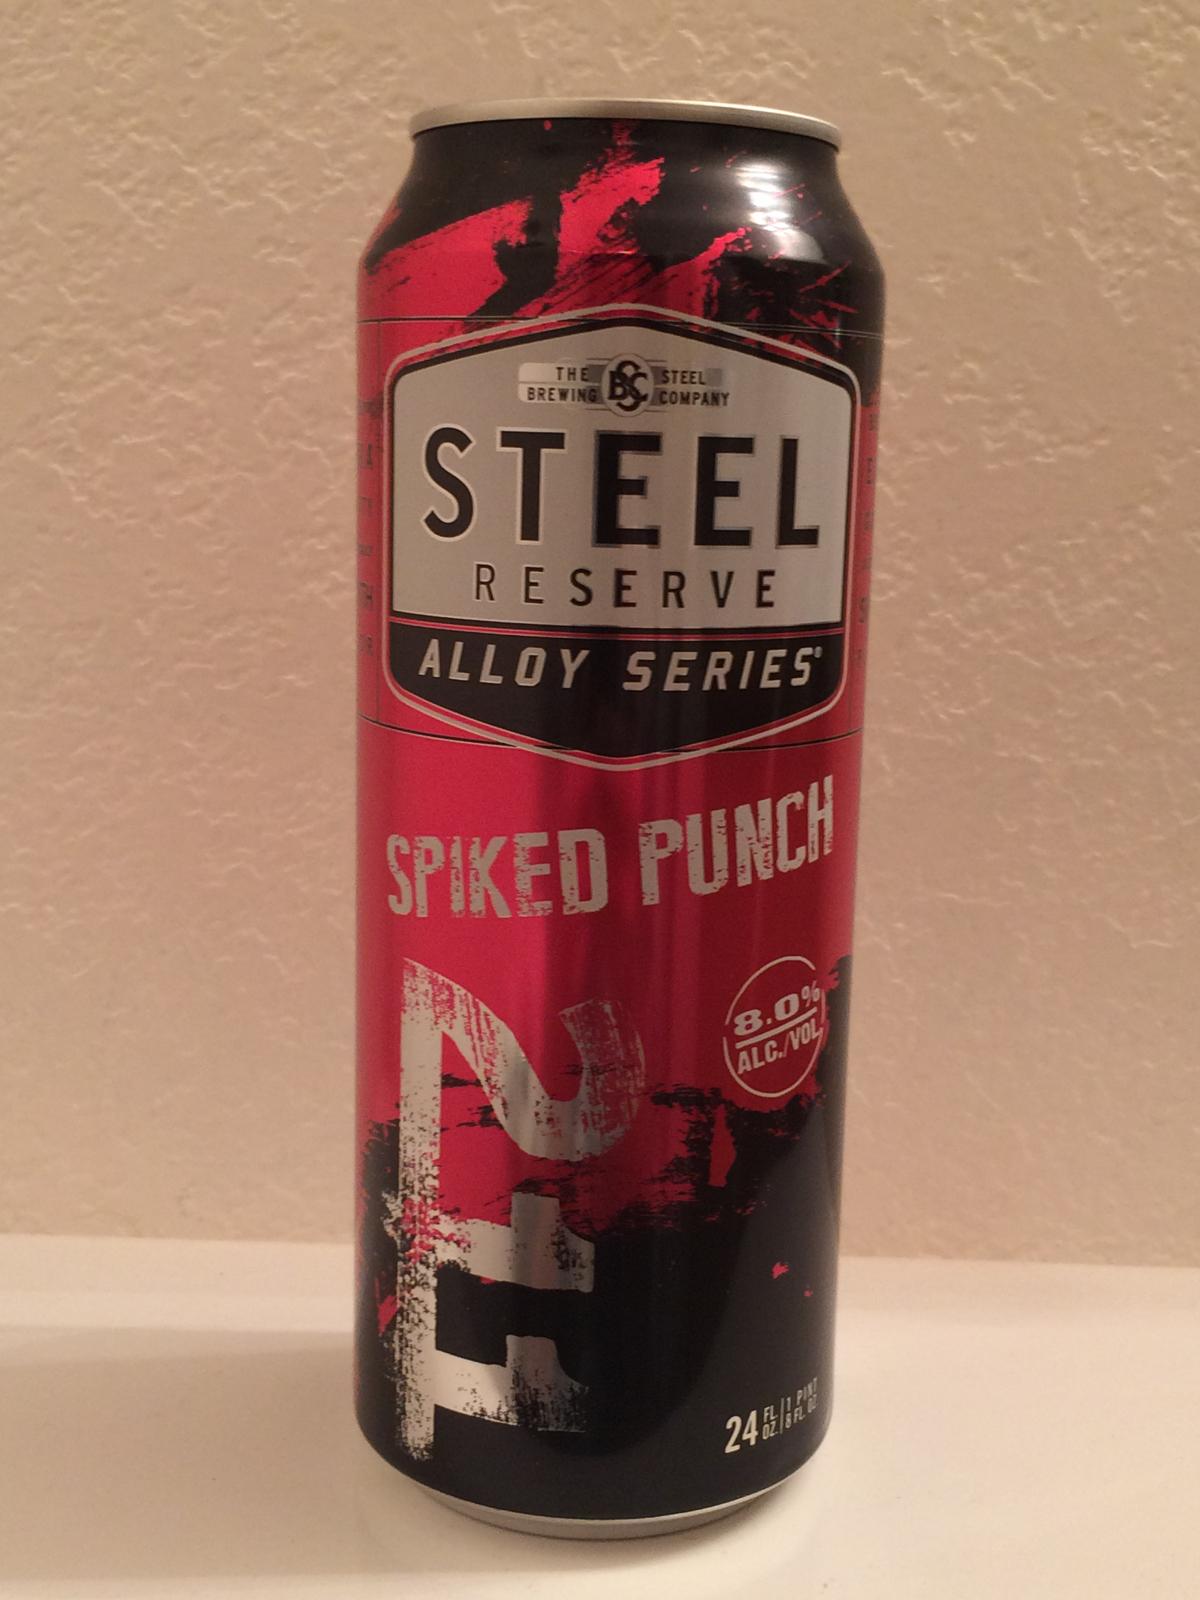 THE BSC STEEL
BREWING COMPANY
STEEL
RESERVE
ALLOY SERIES®
SPIKED PUNCH
8.0%
ALC./VOL
211
24 FL. OZ. | 1 PINT 8 FL. OZ.